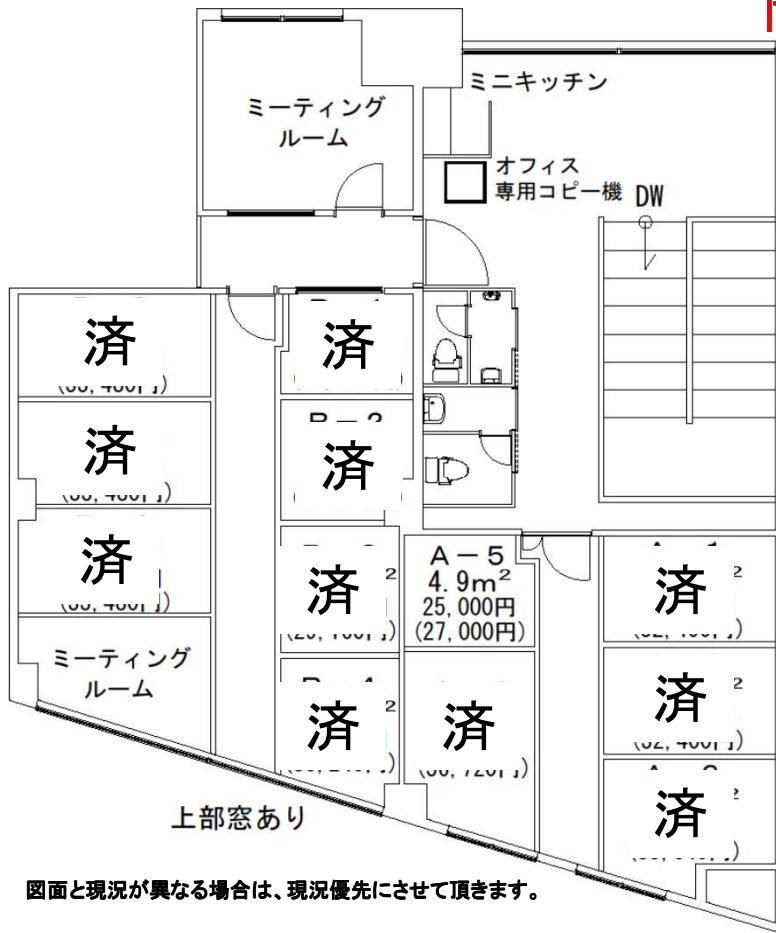 ミーティング
ルーム
ミニキッチン
オフィス
専用コピー機
DW
済
済
済
済
済
済
済
済
済
済
済
A-5
4.9m²
25,000円
(27,000円)
ミーティング
ルーム
上部窓あり
図面と現況が異なる場合は、現況優先にさせて頂きます。